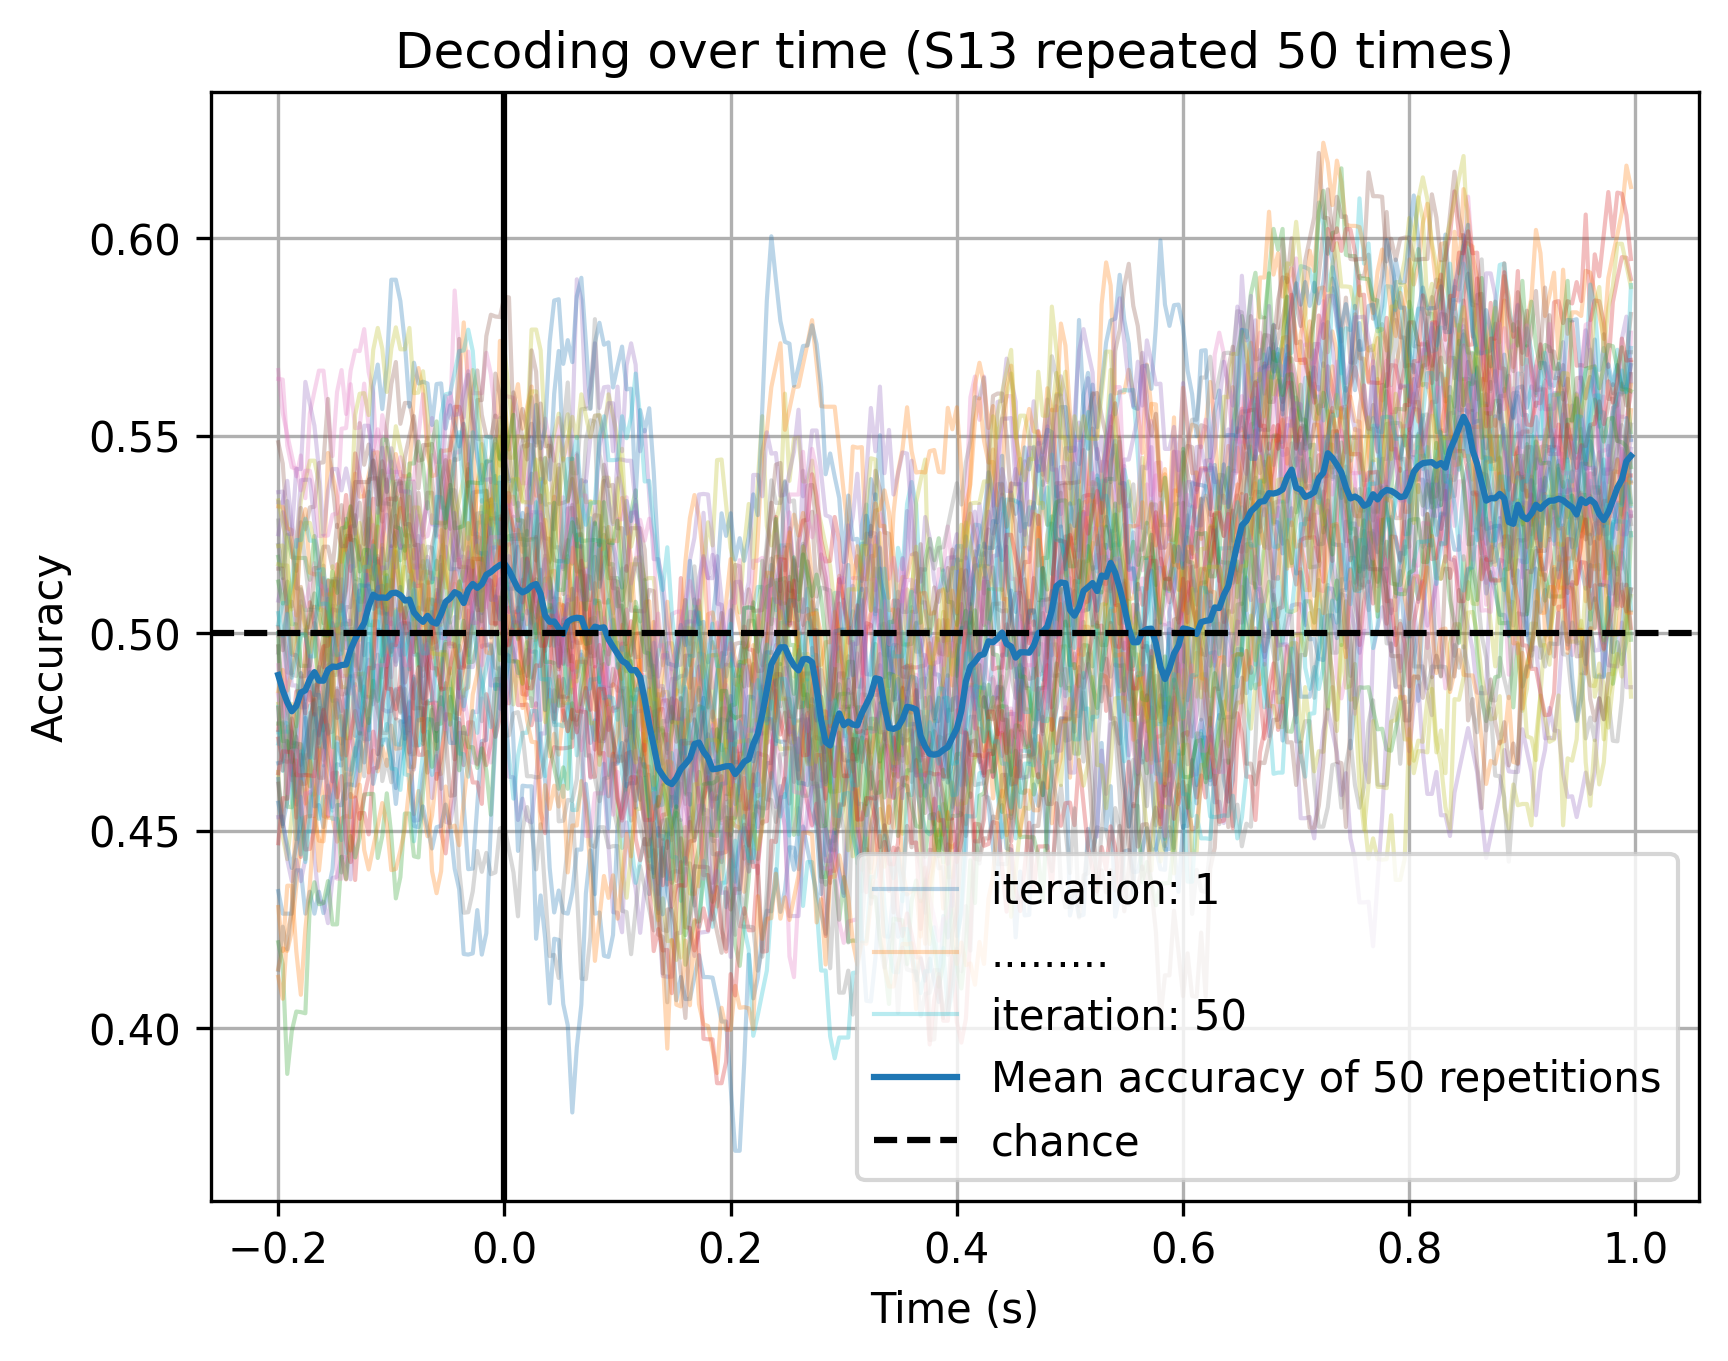 Decoding over time (S13 repeated 50 times)
Accuracy
0.60
0.55
0.50
0.45
0.40
iteration: 1
.........
iteration: 50
Mean accuracy of 50 repetitions
chance
−0.2 0.0 0.2 0.4 0.6 0.8 1.0
Time (s)